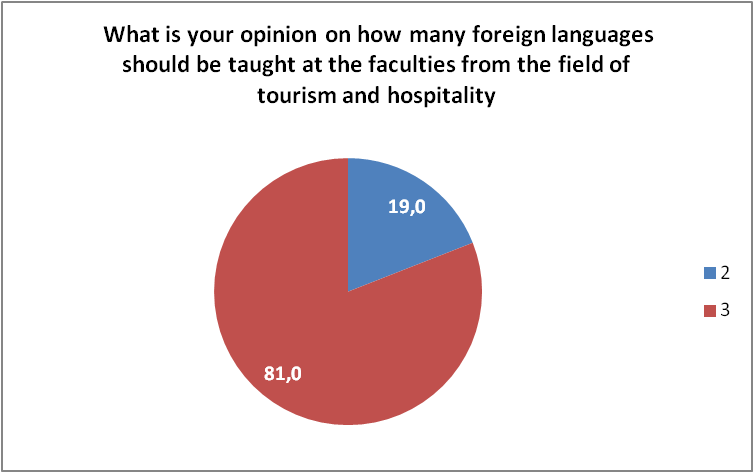 What is your opinion on how many foreign languages
should be taught at the faculties from the field of
tourism and hospitality
19,0
2
3
81,0